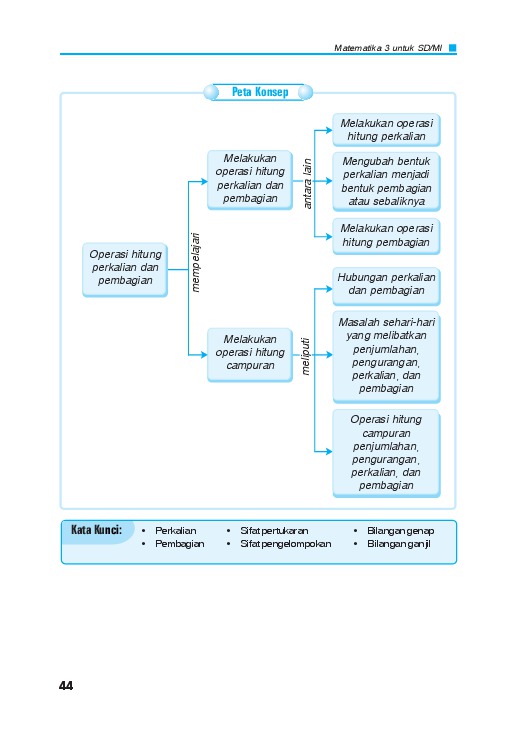 Matematika 3 untuk SD/MI
Peta Konsep
Operasi hitung
perkalian dan
pembagian
mempelajari
Melakukan
operasi hitung
perkalian dan
pembagian
antara lain
Melakukan operasi
hitung perkalian
Mengubah bentuk
perkalian menjadi
bentuk pembagian
atau sebaliknya
Melakukan operasi
hitung pembagian
Melakukan
operasi hitung
campuran
meliputi
Hubungan perkalian
dan pembagian
Masalah sehari-hari
yang melibatkan
penjumlahan,
pengurangan,
perkalian, dan
pembagian
Operasi hitung
campuran
penjumlahan,
pengurangan,
perkalian, dan
pembagian
Kata Kunci:
• Perkalian • Sifat pertukaran • Bilangan genap
• Pembagian • Sifat pengelompokan • Bilangan ganjil
44